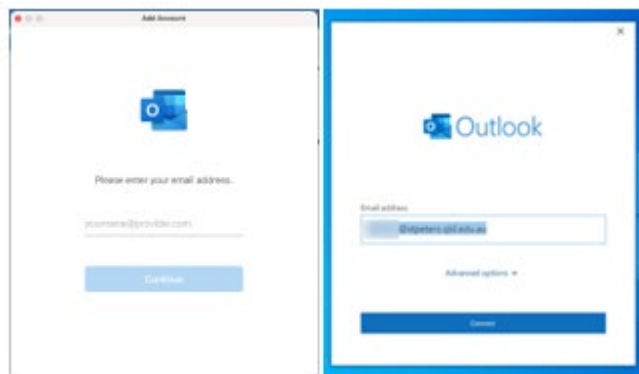 Add Account
Please enter your email address.
yourname@provider.com
Continue
Outlook
Email address
@stpeters.qld.edu.au
Advanced options
Connect